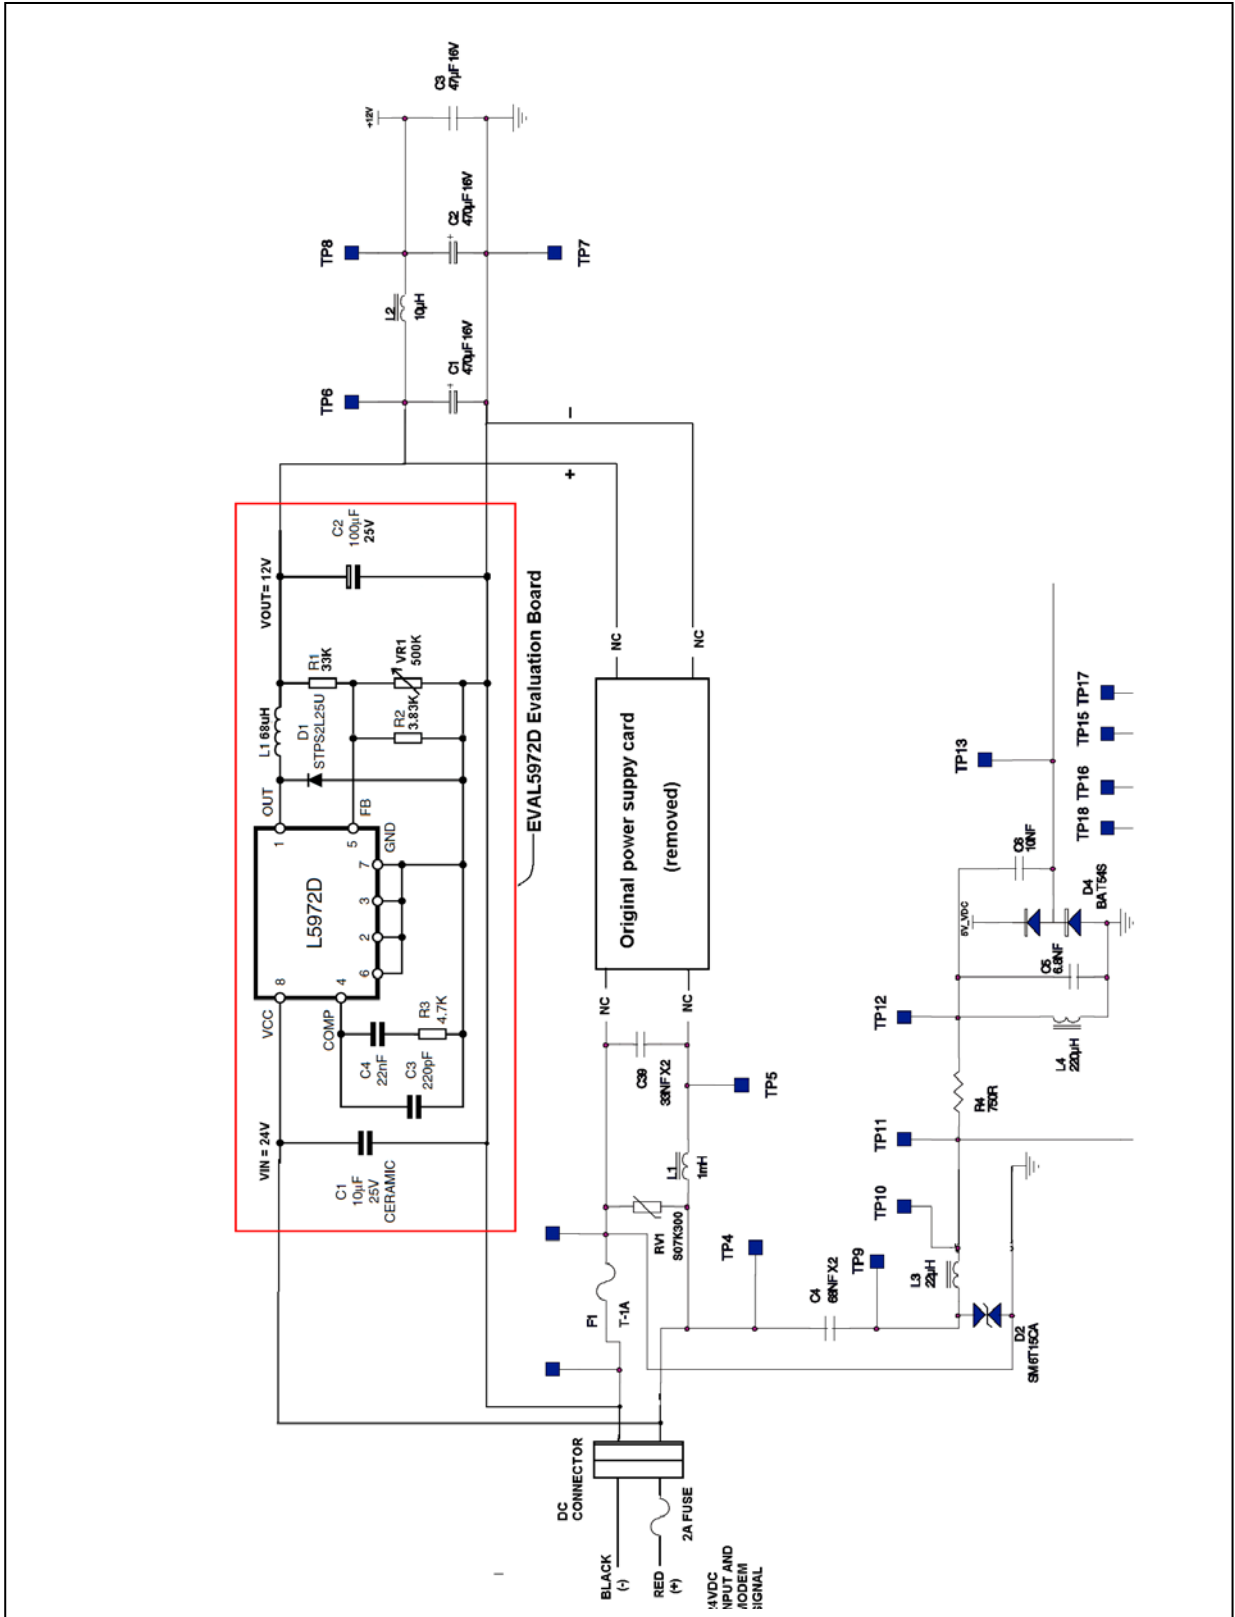 +12V
C3
47µF 16V
TP8
C2
470µF 16V
TP7
L2
10µH
TP6
C1
470µF 16V
+
+
−
+
C2
100µF
25V
VOUT= 12V
R1
33K
VR1
500K
R2
3.83K
L1 68uH
D1
STPS2L25U
OUT
FB
GND
1
5
7
3
2
6
8
4
L5972D
VCC
COMP
C4
22nF
R3
4.7K
C3
220pF
VIN = 24V
C1
10µF
25V
CERAMIC
EVAL5972D Evaluation Board
NC
NC
Original power suppy card
(removed)
NC
NC
C39
33NF X2
TP5
L1
1mH
RV1
S07K300
F1
T-1A
TP4
C4
68NF X2
TP9
TP10
TP11
TP12
TP13
L3
22µH
D2
SM6T15CA
R4
750R
L4
220µH
C5
6.8NF
C6
10NF
5V_VDC
D4
BAT54S
TP18
TP16
TP15
TP17
DC
CONNECTOR
BLACK
(-)
RED
(+)
2A FUSE
4VDC
NPUT AND
MODEM
SIGNAL